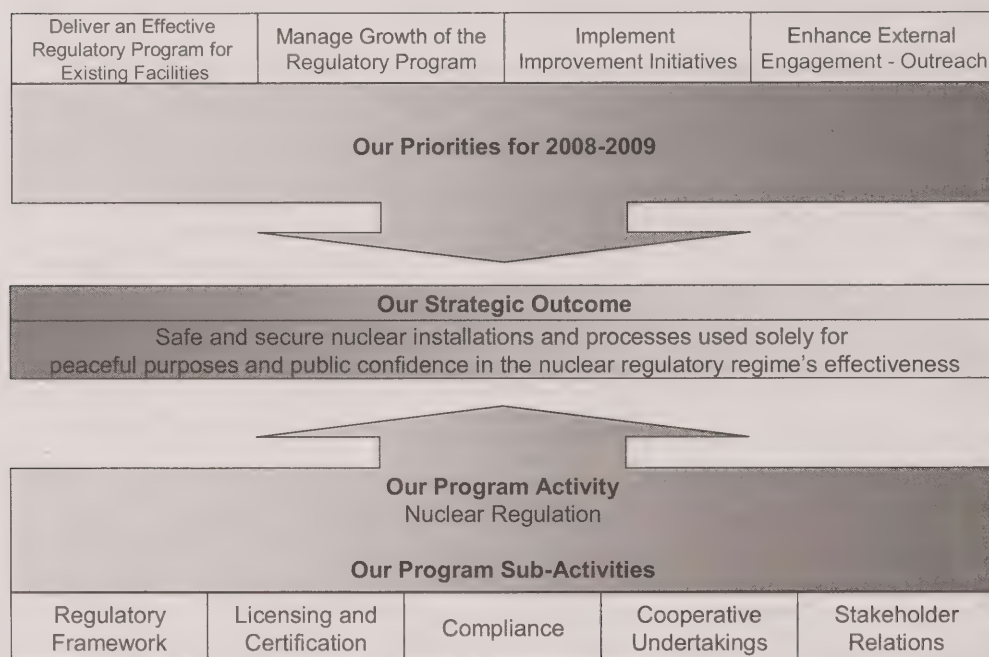 Deliver an Effective
Regulatory Program for
Existing Facilities
Manage Growth of the
Regulatory Program
Implement
Improvement Initiatives
Enhance External
Engagement - Outreach
Our Priorities for 2008-2009
Our Strategic Outcome
Safe and secure nuclear installations and processes used solely for
peaceful purposes and public confidence in the nuclear regulatory regime's effectiveness
Our Program Activity
Nuclear Regulation
Our Program Sub-Activities
Regulatory
Framework
Licensing and
Certification
Compliance
Cooperative
Undertakings
Stakeholder
Relations